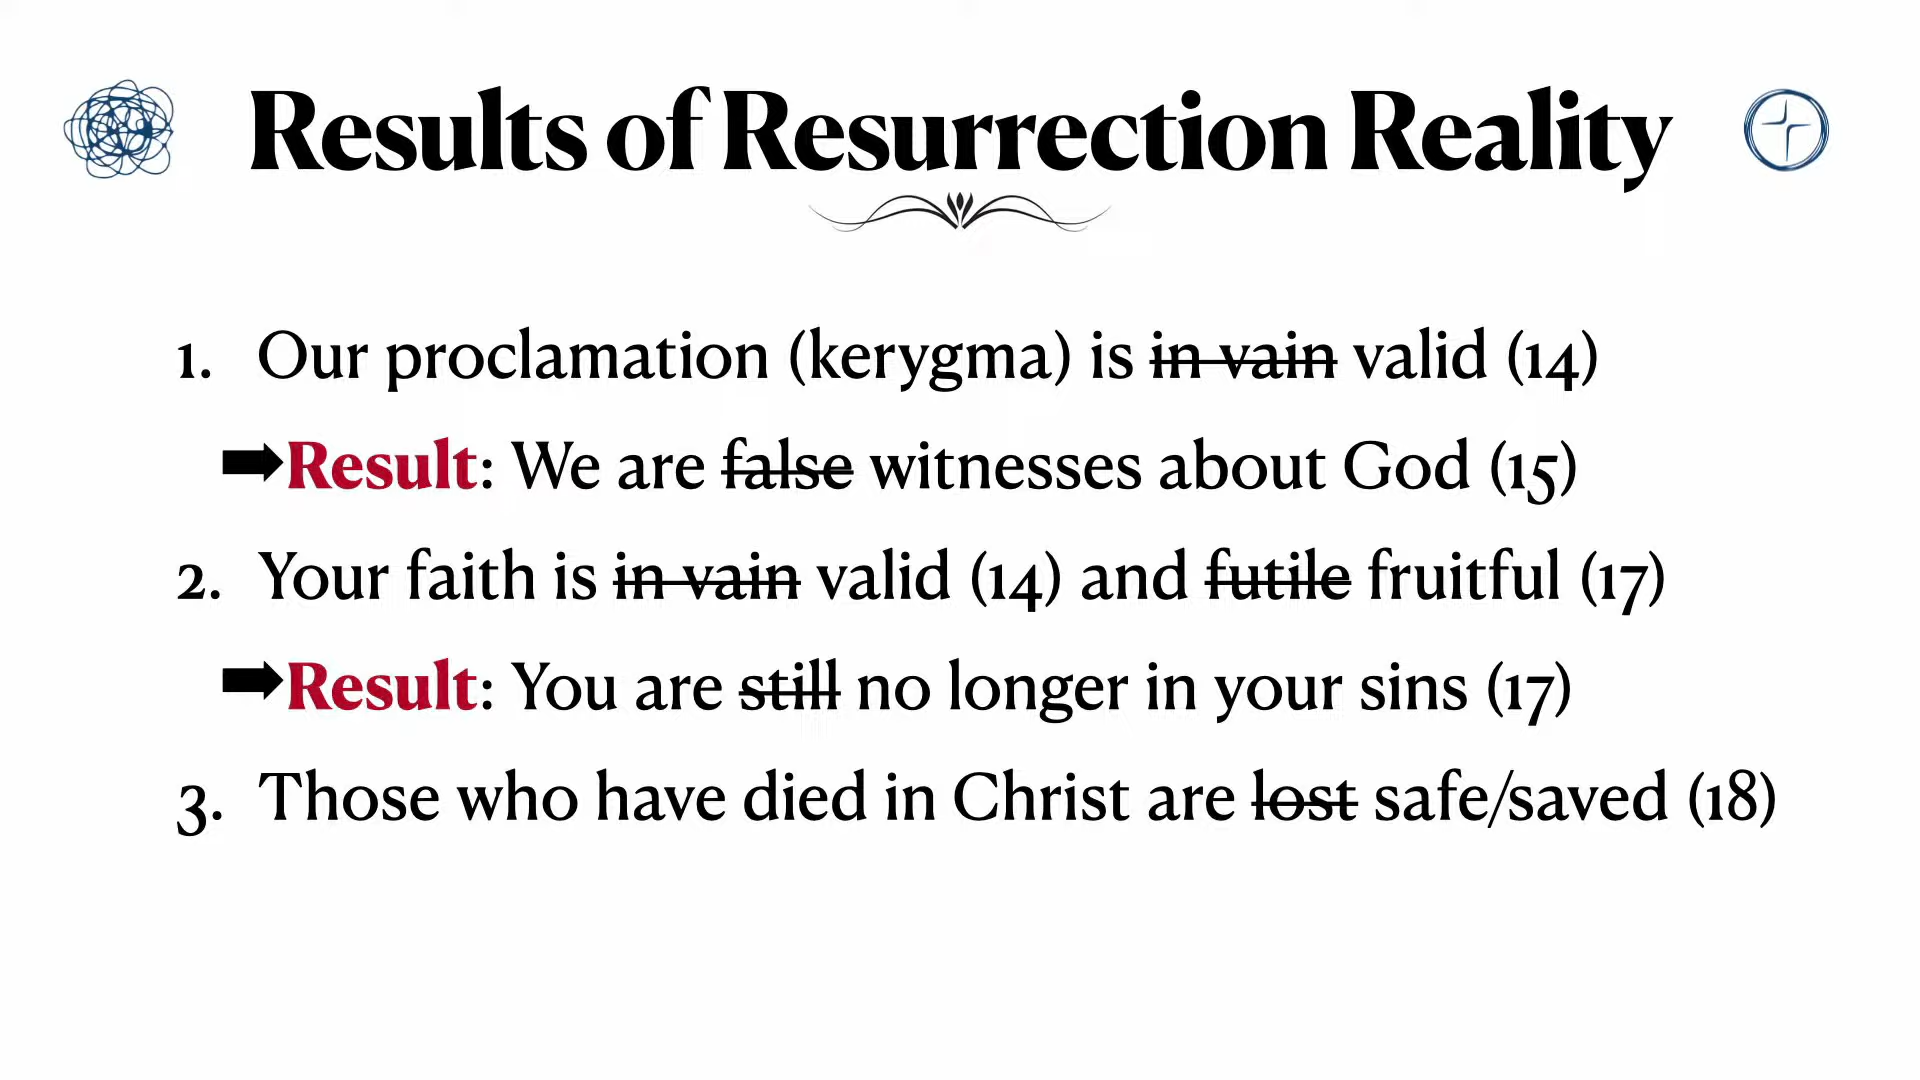 Results of Resurrection Reality
1. Our proclamation (kerygma) is in vain valid (14)
➡Result: We are false witnesses about God (15)
2. Your faith is in vain valid (14) and futile fruitful (17)
➡Result: You are still no longer in your sins (17)
3. Those who have died in Christ are lost safe/saved (18)